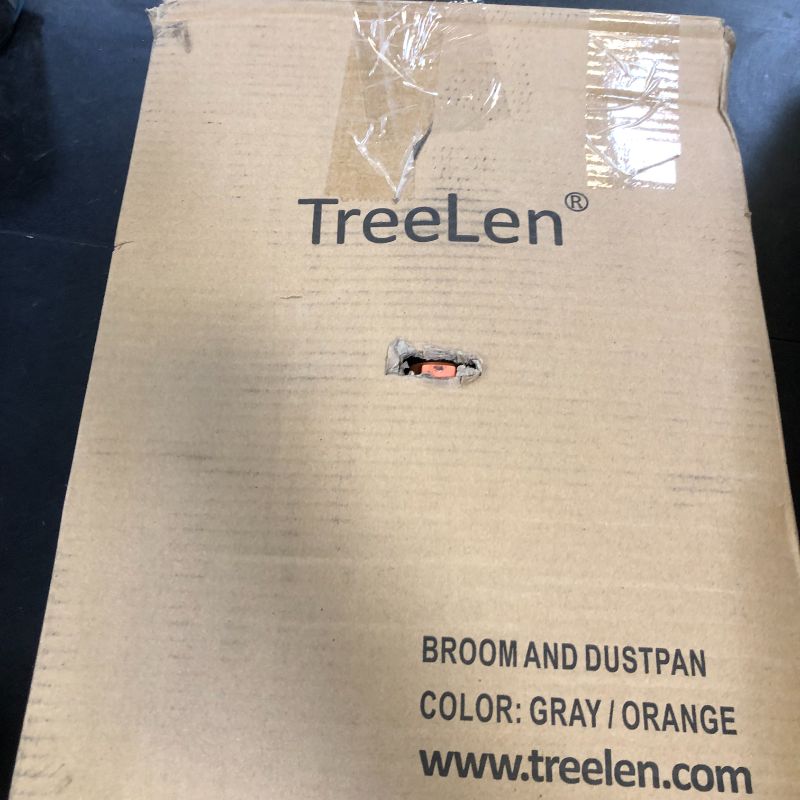 TreeLen®
BROOM AND DUSTPAN
COLOR: GRAY / ORANGE
www.treelen.com